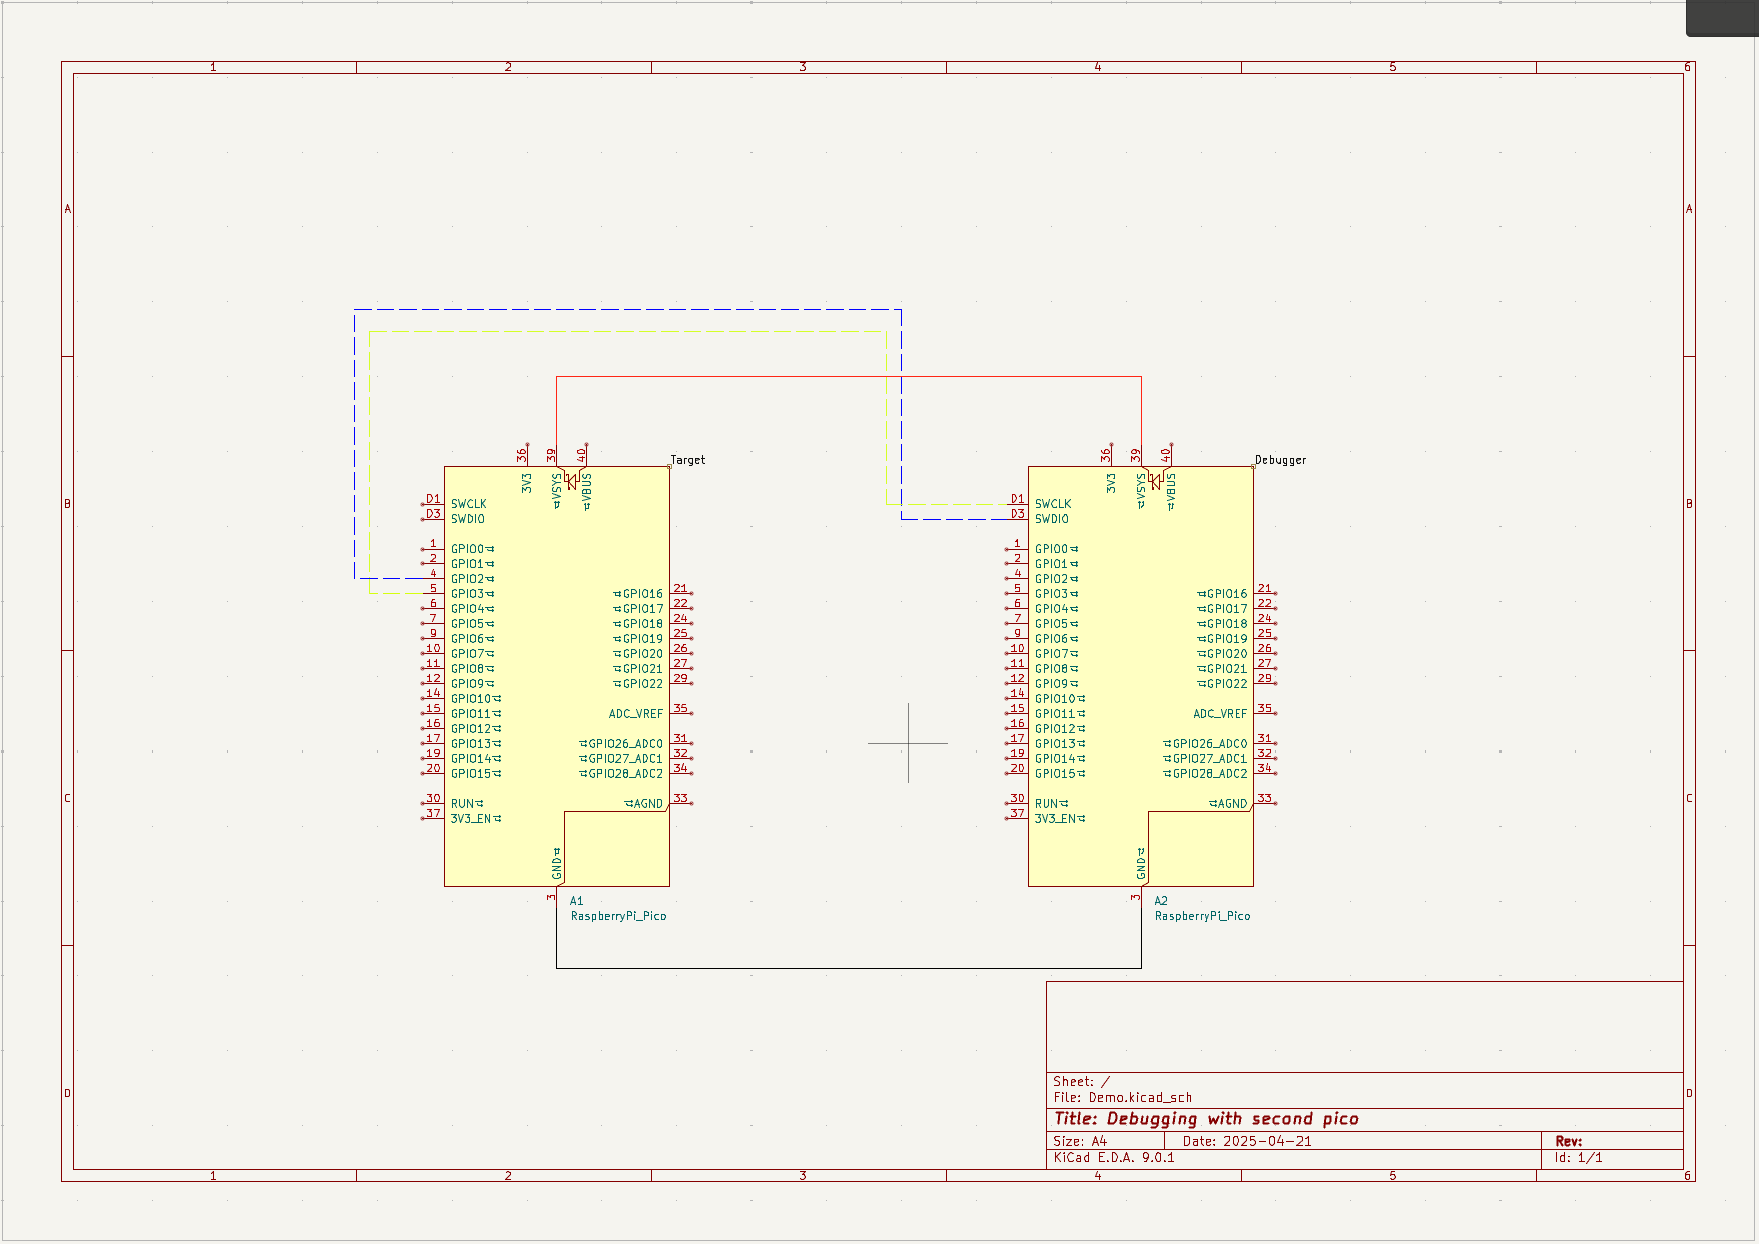 1 2 3 4 5 6
A A
Target
Debugger
36 39 40
36 39 40
3V3 VSYS VBUS
3V3 VSYS VBUS
B B
D1 SWCLK
D3 SWDIO
1 GPIO0
2 GPIO1
4 GPIO2
5 GPIO3
6 GPIO4
7 GPIO5
9 GPIO6
10 GPIO7
11 GPIO8
12 GPIO9
14 GPIO10
15 GPIO11
16 GPIO12
17 GPIO13
19 GPIO14
20 GPIO15
30 RUN
37 3V3_EN
GPIO16 21
GPIO17 22
GPIO18 24
GPIO19 25
GPIO20 26
GPIO21 27
GPIO22 29
ADC_VREF 35
GPIO26_ADC0 31
GPIO27_ADC1 32
GPIO28_ADC2 34
AGND 33
GND
3
A1
RaspberryPi_Pico
D1 SWCLK
D3 SWDIO
1 GPIO0
2 GPIO1
4 GPIO2
5 GPIO3
6 GPIO4
7 GPIO5
9 GPIO6
10 GPIO7
11 GPIO8
12 GPIO9
14 GPIO10
15 GPIO11
16 GPIO12
17 GPIO13
19 GPIO14
20 GPIO15
30 RUN
37 3V3_EN
GPIO16 21
GPIO17 22
GPIO18 24
GPIO19 25
GPIO20 26
GPIO21 27
GPIO22 29
ADC_VREF 35
GPIO26_ADC0 31
GPIO27_ADC1 32
GPIO28_ADC2 34
AGND 33
GND
3
A2
RaspberryPi_Pico
C C
Sheet: /
File: Demo.kicad_sch
Title: Debugging with second pico
Size: A4 Date: 2025-04-21 Rev:
KiCad E.D.A. 9.0.1 Id: 1/1
D D
1 2 3 4 5 6